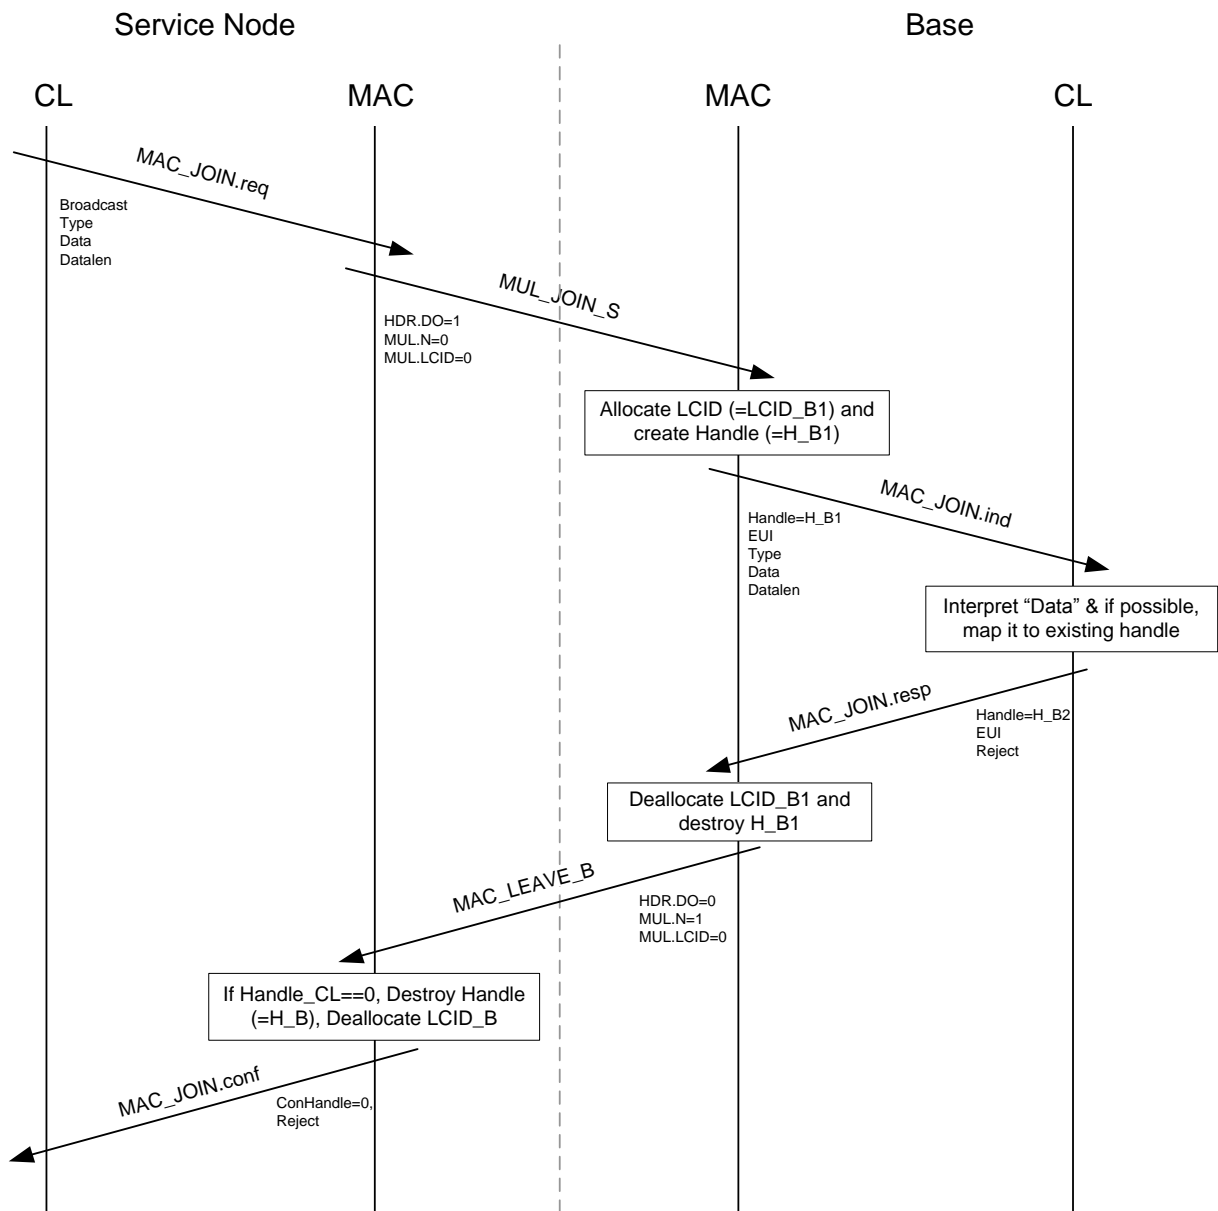 Service Node
Base
CL
MAC
MAC
CL
MAC_JOIN.req
Broadcast
Type
Data
Datalen
MUL_JOIN_S
HDR.DO=1
MUL.N=0
MUL.LCID=0
Allocate LCID (=LCID_B1) and
create Handle (=H_B1)
MAC_JOIN.ind
Handle=H_B1
EUI
Type
Data
Datalen
Interpret “Data” & if possible,
map it to existing handle
MAC_JOIN.resp
Handle=H_B2
EUI
Reject
Deallocate LCID_B1 and
destroy H_B1
MAC_LEAVE_B
HDR.DO=0
MUL.N=1
MUL.LCID=0
If Handle_CL==0, Destroy Handle
(=H_B), Deallocate LCID_B
MAC_JOIN.conf
ConHandle=0,
Reject